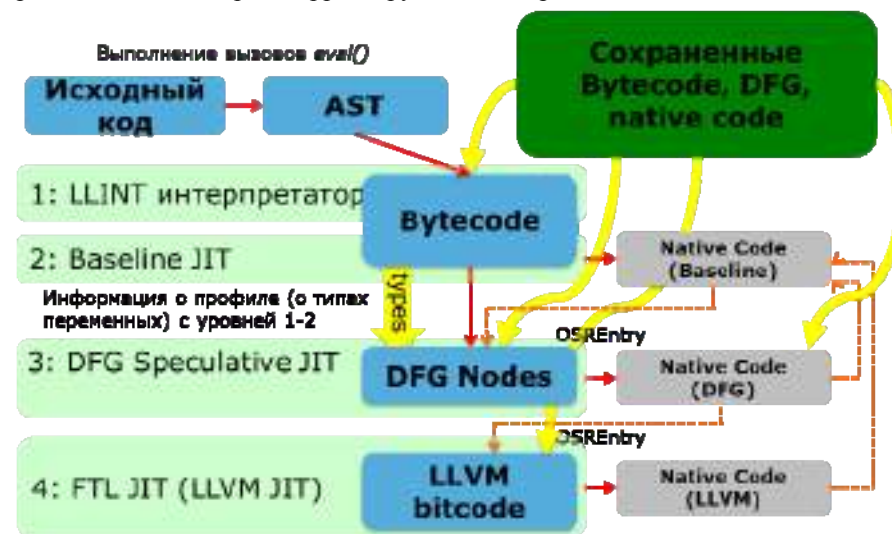 Выполнение вызовов eval()
Исходный
код
AST
Сохраненные
Bytecode, DFG,
native code
1: LLINT интерпретатор
Bytecode
2: Baseline JIT
Native Code
(Baseline)
types
Информация о профиле (о типах
переменных) с уровней 1-2
OSREntry
3: DFG Speculative JIT
DFG Nodes
Native Code
(DFG)
OSREntry
4: FTL JIT (LLVM JIT)
LLVM
bitcode
Native Code
(LLVM)